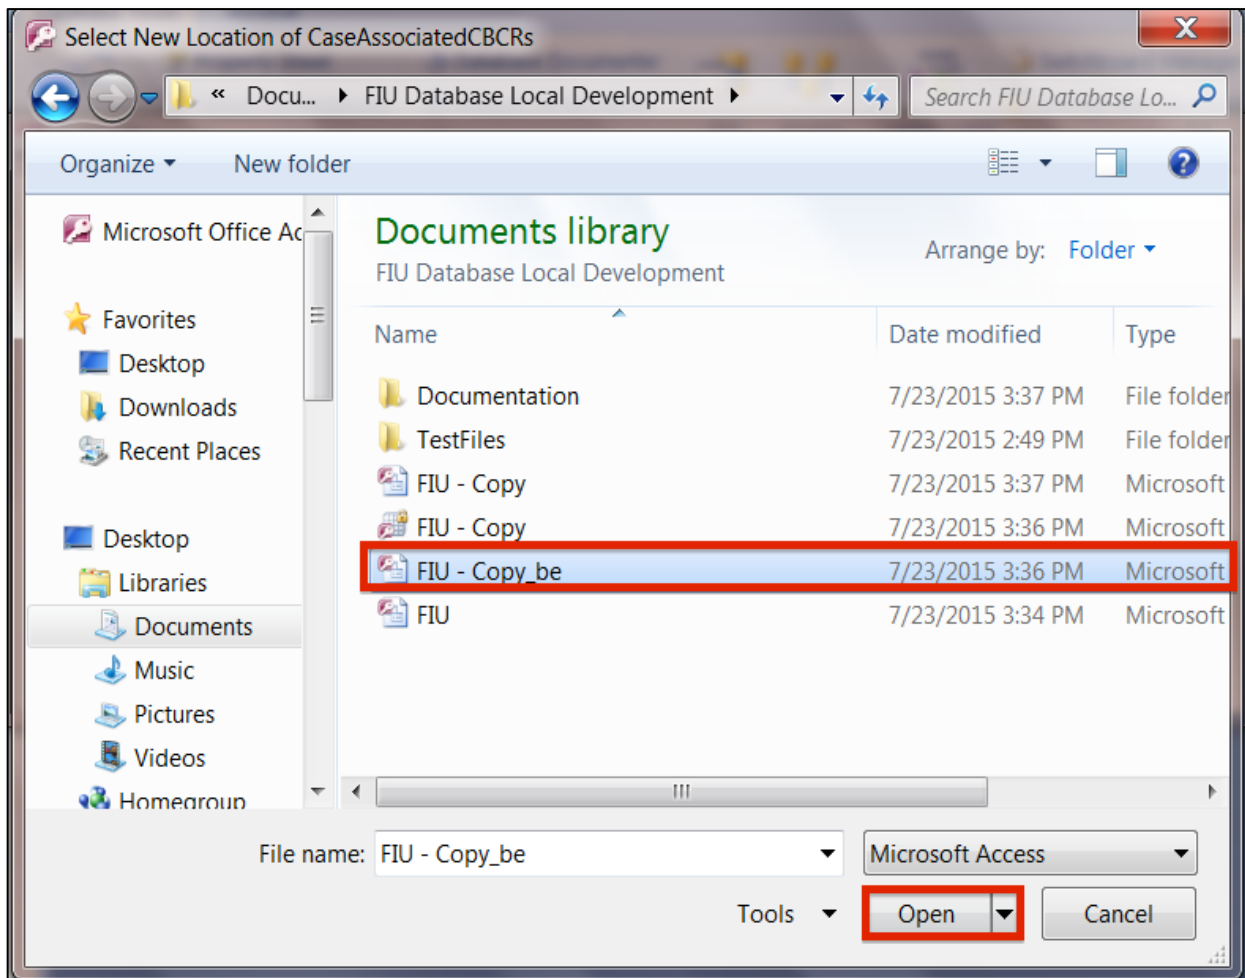 Select New Location of CaseAssociatedCBCRs
X
« Docu... FIU Database Local Development
Search FIU Database Lo...
Organize
New folder
?
Microsoft Office Ac
Favorites
Desktop
Downloads
Recent Places
Desktop
Libraries
Documents
Music
Pictures
Videos
Homegroup
Documents library
FIU Database Local Development
Arrange by: Folder
Name Date modified Type
Documentation 7/23/2015 3:37 PM File folder
TestFiles 7/23/2015 2:49 PM File folder
FIU - Copy 7/23/2015 3:37 PM Microsoft
FIU - Copy 7/23/2015 3:36 PM Microsoft
FIU - Copy_be 7/23/2015 3:36 PM Microsoft
FIU 7/23/2015 3:34 PM Microsoft
File name: FIU - Copy_be Microsoft Access
Tools Open Cancel